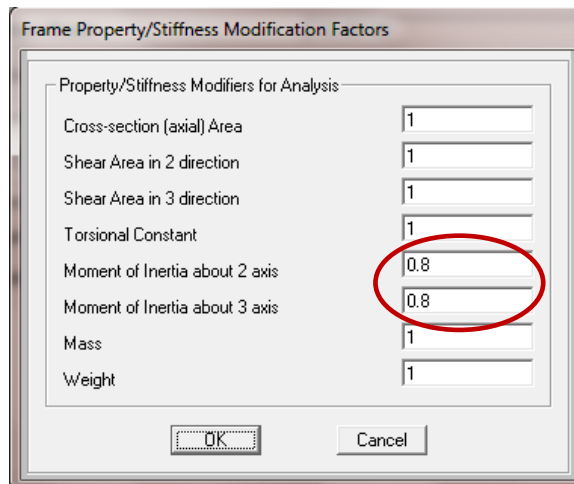 Frame Property/Stiffness Modification Factors
Property/Stiffness Modifiers for Analysis
Cross-section (axial) Area 1
Shear Area in 2 direction 1
Shear Area in 3 direction 1
Torsional Constant 1
Moment of Inertia about 2 axis 0.8
Moment of Inertia about 3 axis 0.8
Mass 1
Weight 1
OK Cancel